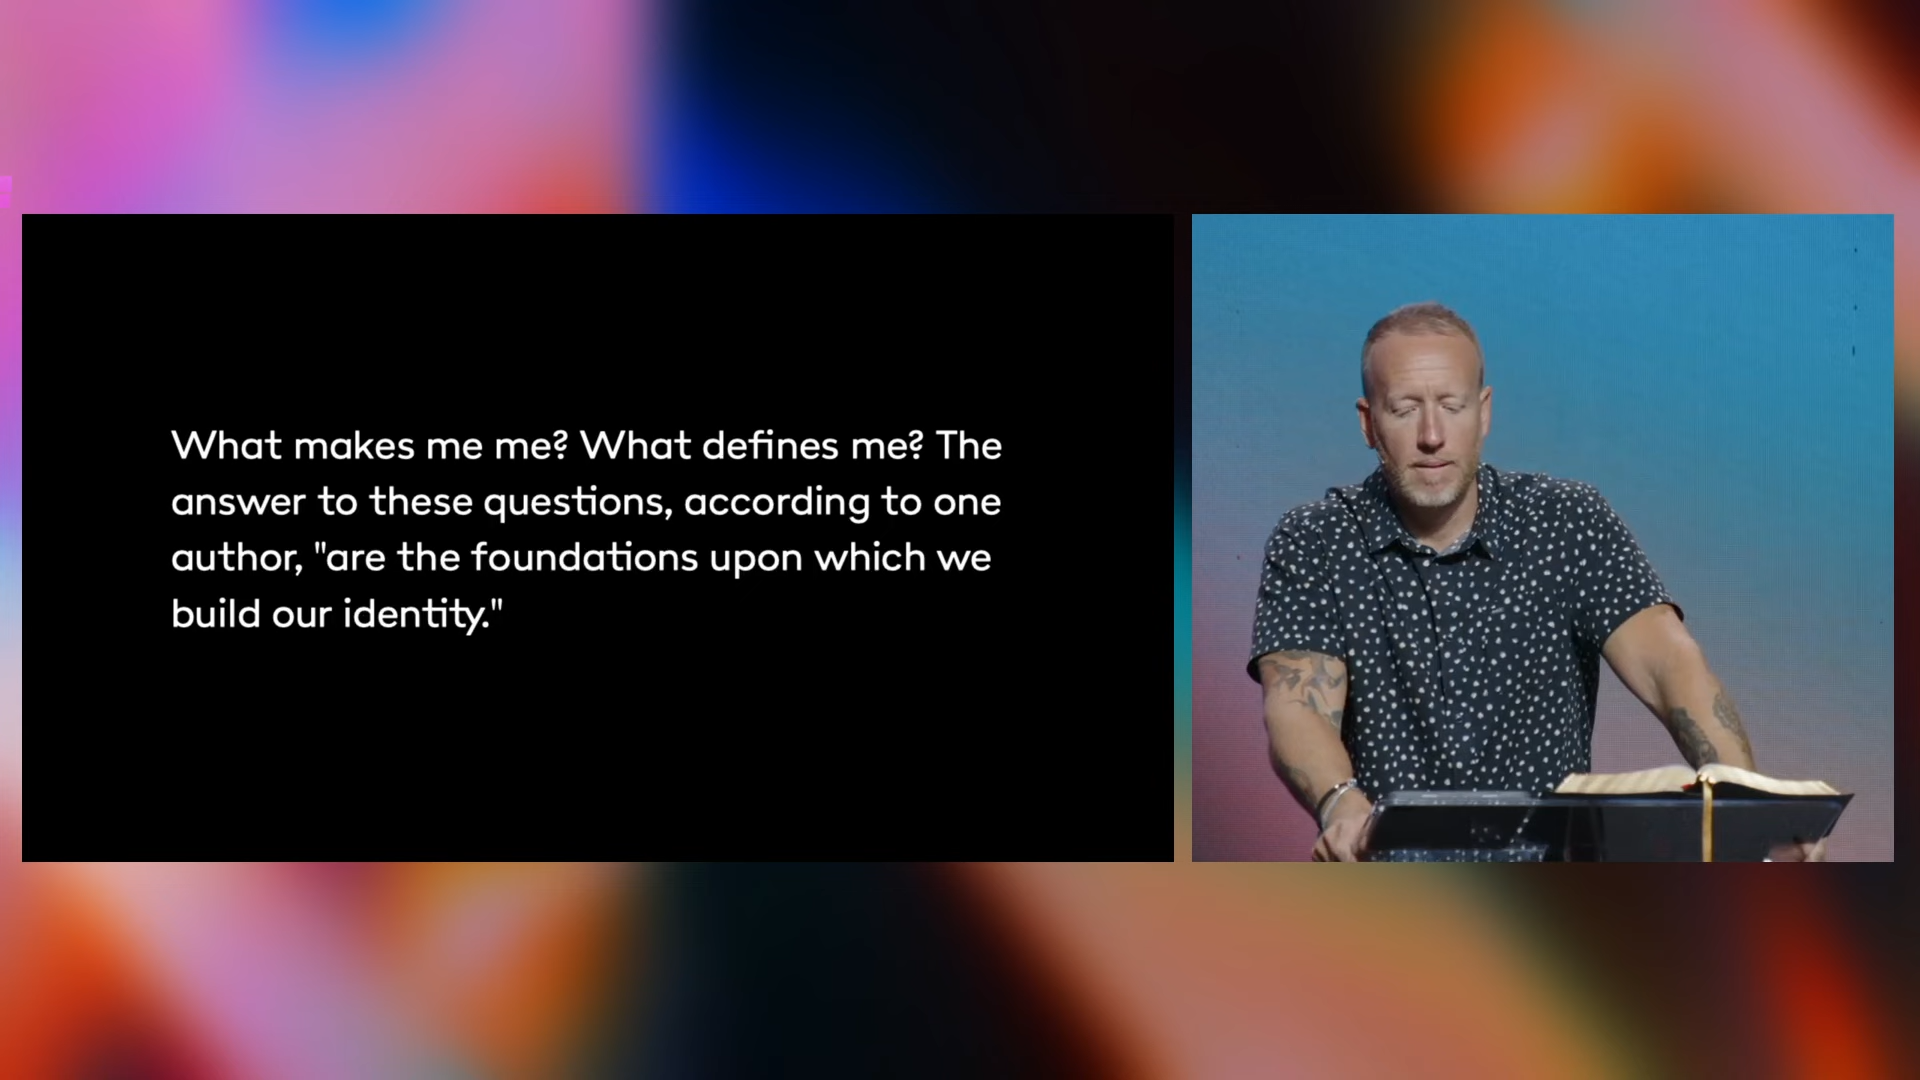 What makes me me? What defines me? The
answer to these questions, according to one
author, "are the foundations upon which we
build our identity."